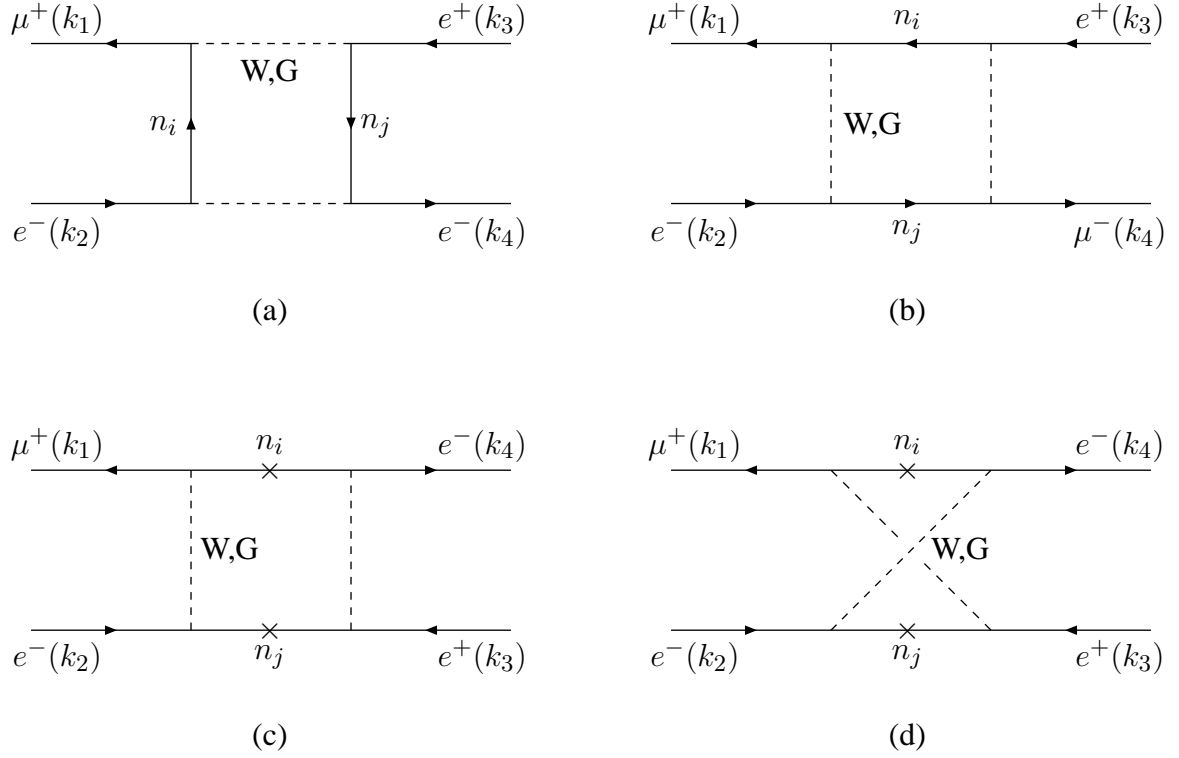 μ⁺(k₁) e⁺(k₃) μ⁺(k₁) nᵢ e⁺(k₃)
W,G
nᵢ nⱼ W,G
e⁻(k₂) e⁻(k₄) e⁻(k₂) nⱼ μ⁻(k₄)
(a) (b)
μ⁺(k₁) nᵢ e⁻(k₄) μ⁺(k₁) nᵢ e⁻(k₄)
W,G W,G
e⁻(k₂) nⱼ e⁺(k₃) e⁻(k₂) nⱼ e⁺(k₃)
(c) (d)